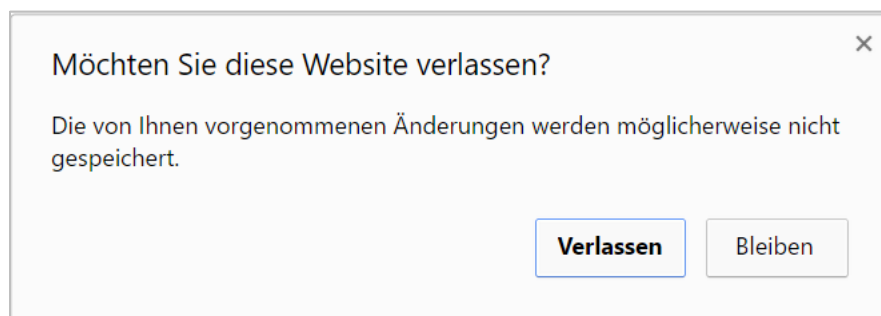 Möchten Sie diese Website verlassen?
Die von Ihnen vorgenommenen Änderungen werden möglicherweise nicht
gespeichert.
Verlassen Bleiben